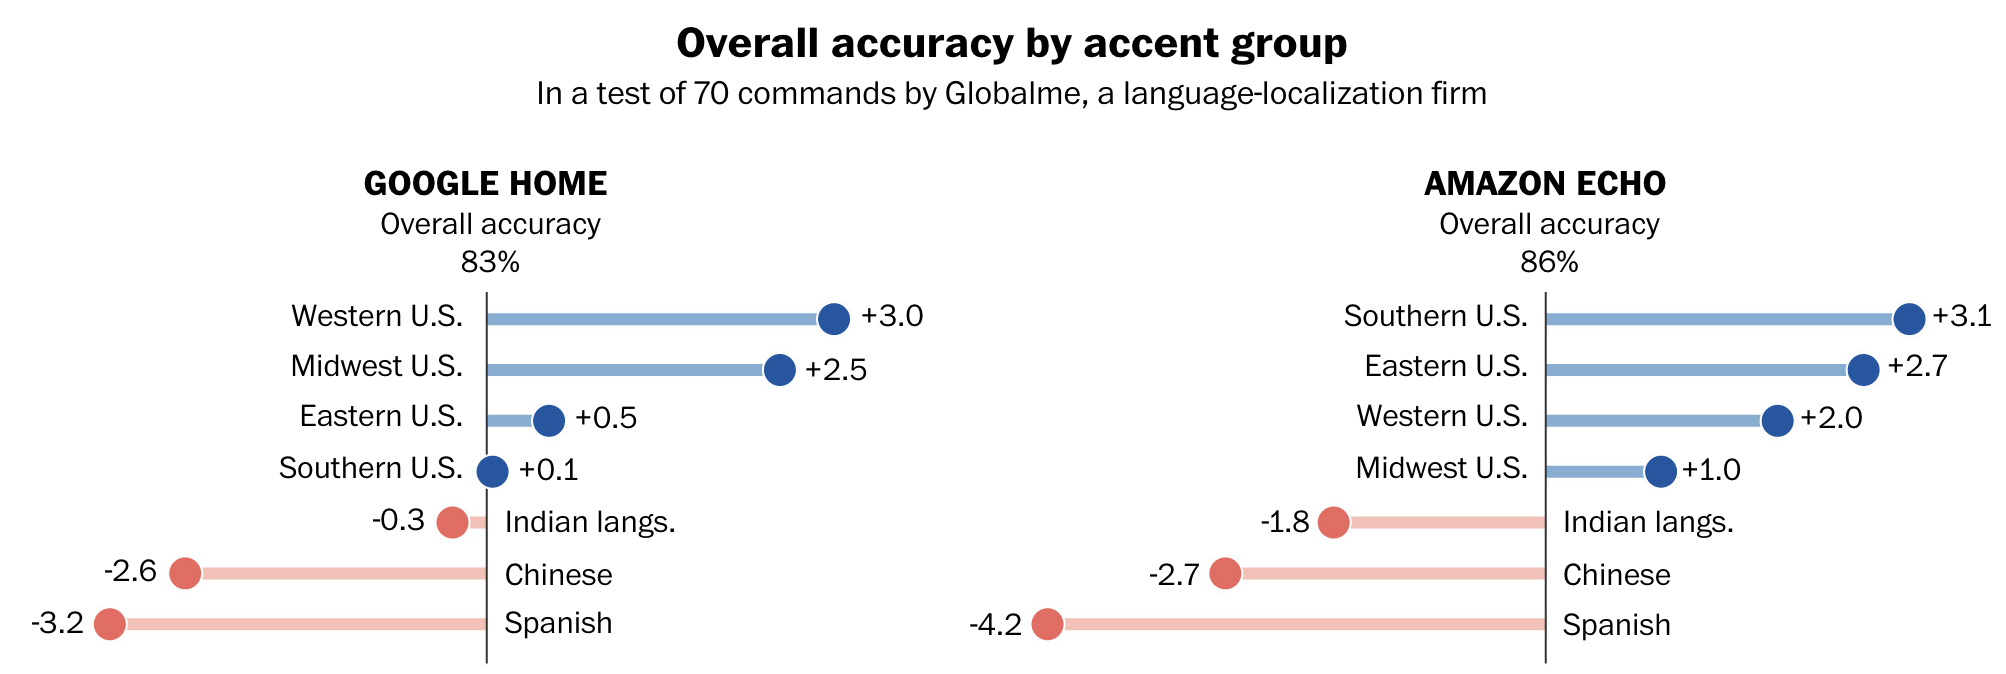 Overall accuracy by accent group
In a test of 70 commands by Globalme, a language-localization firm
GOOGLE HOME
Overall accuracy
83%
Western U.S. +3.0
Midwest U.S. +2.5
Eastern U.S. +0.5
Southern U.S. +0.1
-0.3 Indian langs.
-2.6 Chinese
-3.2 Spanish
AMAZON ECHO
Overall accuracy
86%
Southern U.S. +3.1
Eastern U.S. +2.7
Western U.S. +2.0
Midwest U.S. +1.0
-1.8 Indian langs.
-2.7 Chinese
-4.2 Spanish